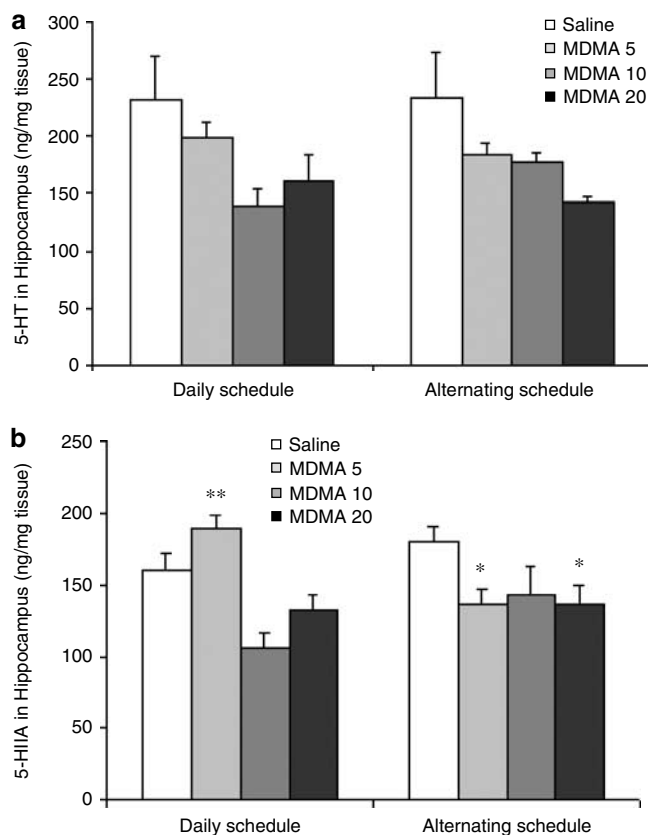 a
300
250
200
150
100
50
0
5-HT in Hippocampus (ng/mg tissue)
Saline
MDMA 5
MDMA 10
MDMA 20
Daily schedule
Alternating schedule
b
250
200
150
100
50
0
5-HIIA in Hippocampus (ng/mg tissue)
Saline
MDMA 5
MDMA 10
MDMA 20
**
*
*
Daily schedule
Alternating schedule